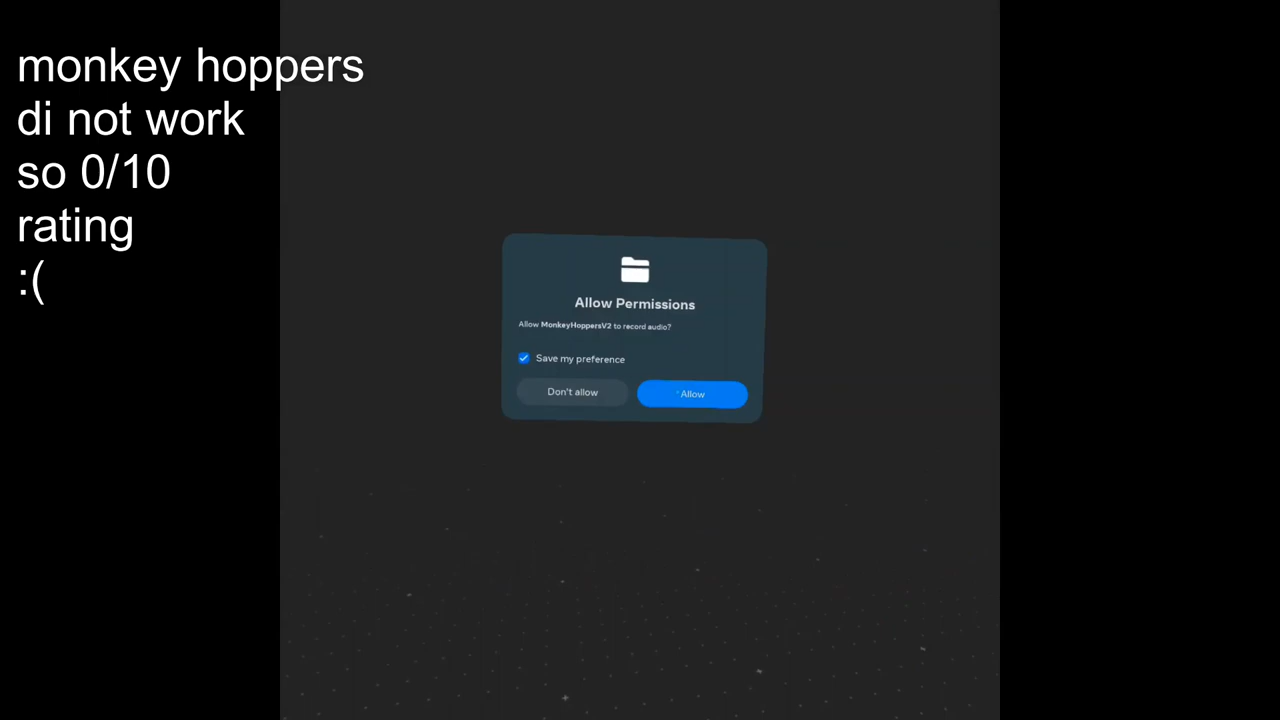 monkey hoppers
di not work
so 0/10
rating
:(
Allow Permissions
Allow MonkeyHoppersV2 to record audio?
Save my preference
Don't allow
Allow